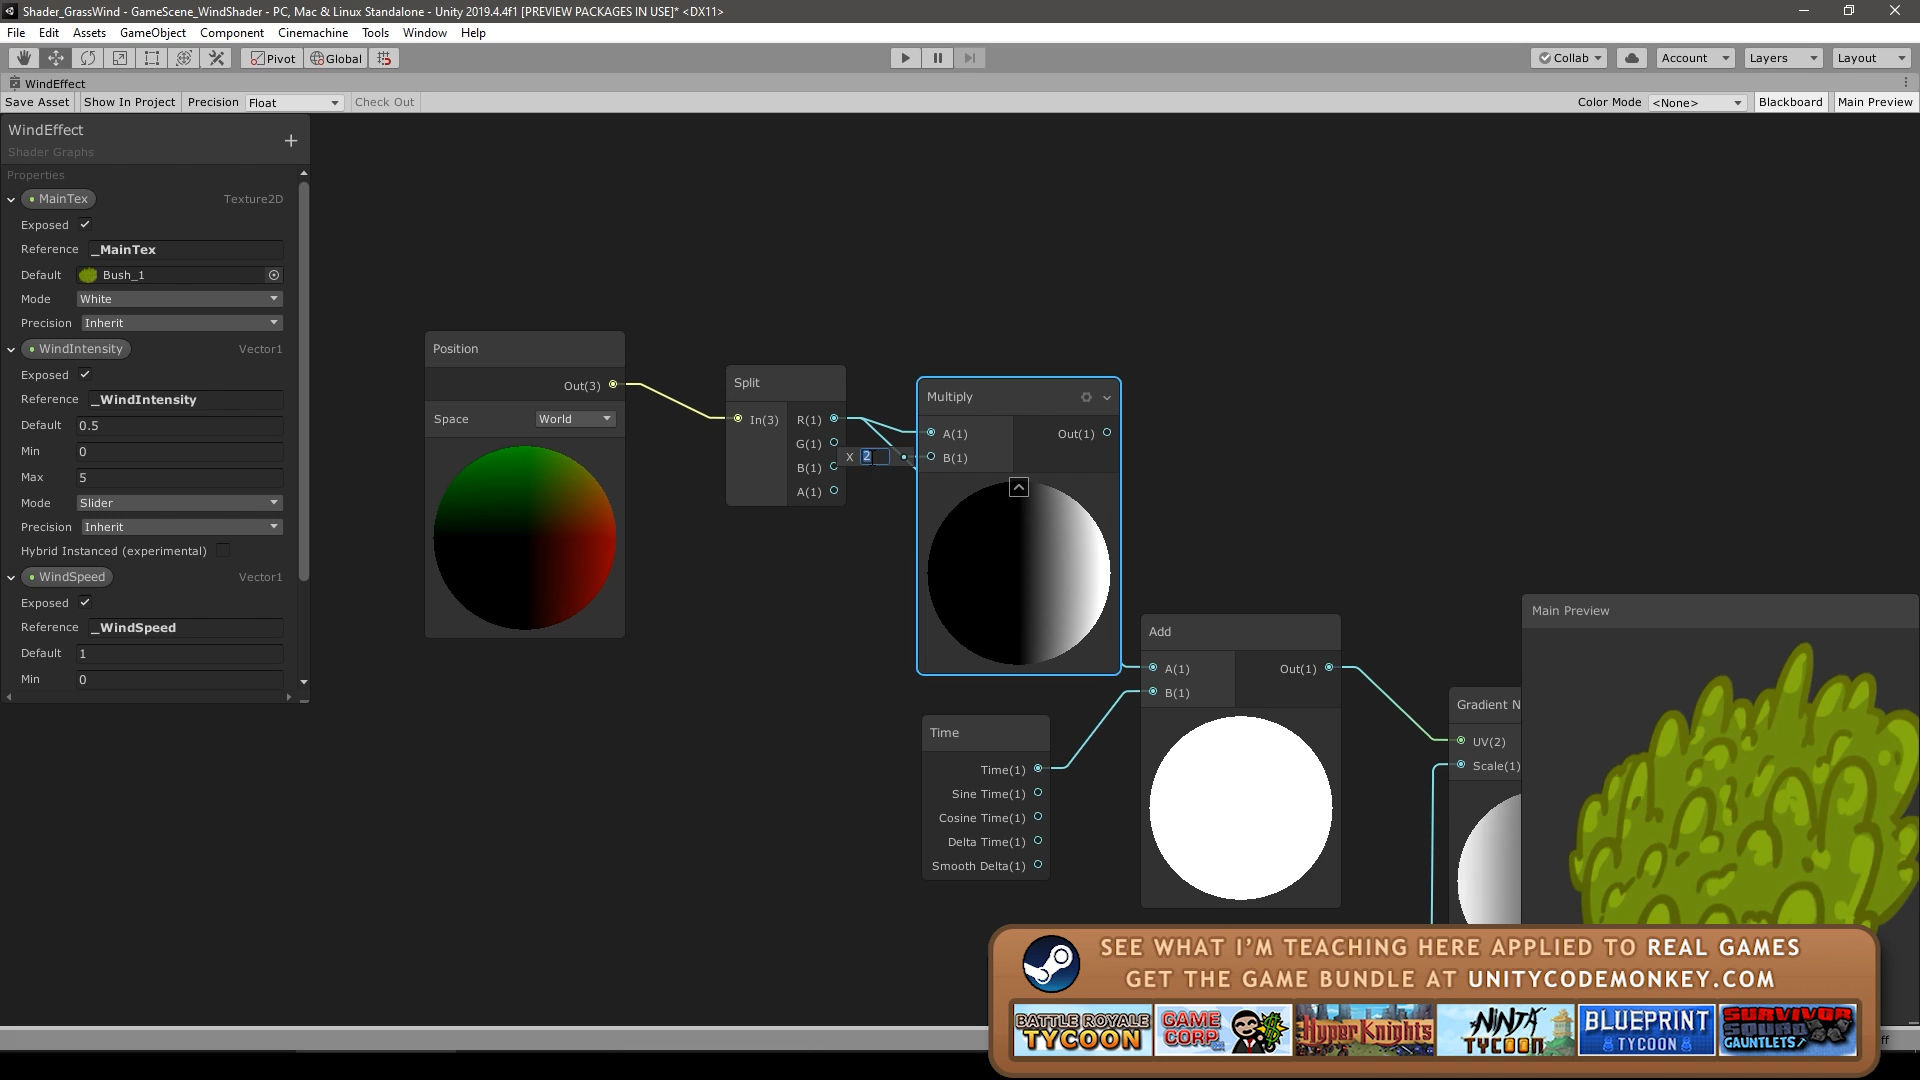 Shader_GrassWind - GameScene_WindShader - PC, Mac & Linux Standalone - Unity 2019.4.4f1 [PREVIEW PACKAGES IN USE]* <DX11>
File Edit Assets GameObject Component Cinemachine Tools Window Help
Pivot Global Collab Account Layers Layout
WindEffect
Save Asset Show In Project Precision Float Check Out Color Mode <None> Blackboard Main Preview
WindEffect
Shader Graphs
Properties
MainTex Texture2D
Exposed
Reference _MainTex
Default Bush_1
Mode White
Precision Inherit
WindIntensity Vector1
Exposed
Reference _WindIntensity
Default 0.5
Min 0
Max 5
Mode Slider
Precision Inherit
Hybrid Instanced (experimental)
WindSpeed Vector1
Exposed
Reference _WindSpeed
Default 1
Min 0
Position
Out(3)
Space World
Split
In(3) R(1)
G(1)
B(1)
A(1)
X 2
Multiply
A(1) Out(1)
B(1)
Time
Time(1)
Sine Time(1)
Cosine Time(1)
Delta Time(1)
Smooth Delta(1)
Add
A(1) Out(1)
B(1)
Gradient N
UV(2)
Scale(1)
Main Preview
SEE WHAT I'M TEACHING HERE APPLIED TO REAL GAMES
GET THE GAME BUNDLE AT UNITYCODEMONKEY.COM
BATTLE ROYALE TYCOON
GAME CORP
HYPER KNIGHTS
NINJA TYCOON
BLUEPRINT TYCOON
SURVIVOR SQUAD GAUNTLETS